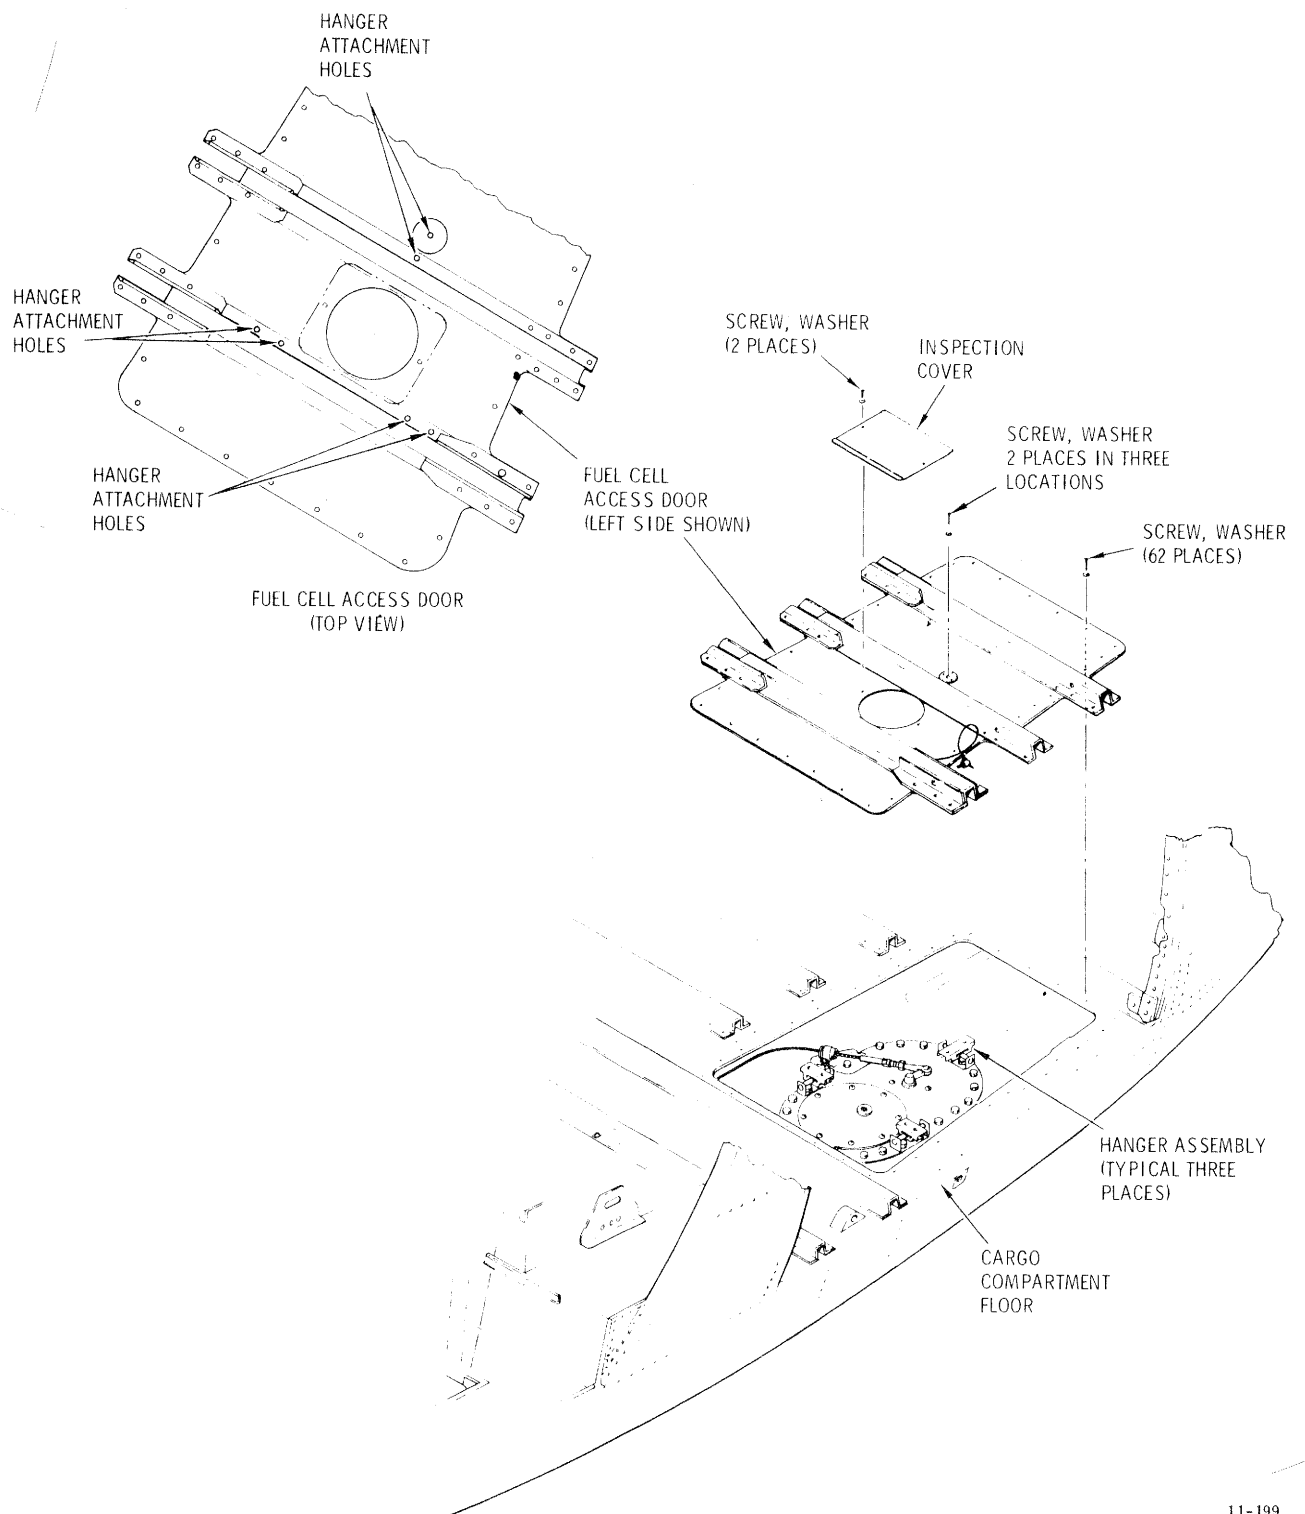 HANGER
ATTACHMENT
HOLES
HANGER
ATTACHMENT
HOLES
HANGER
ATTACHMENT
HOLES
FUEL CELL
ACCESS DOOR
(LEFT SIDE SHOWN)
FUEL CELL ACCESS DOOR
(TOP VIEW)
SCREW, WASHER
(2 PLACES)
INSPECTION
COVER
SCREW, WASHER
2 PLACES IN THREE
LOCATIONS
SCREW, WASHER
(62 PLACES)
HANGER ASSEMBLY
(TYPICAL THREE
PLACES)
CARGO
COMPARTMENT
FLOOR
11-199